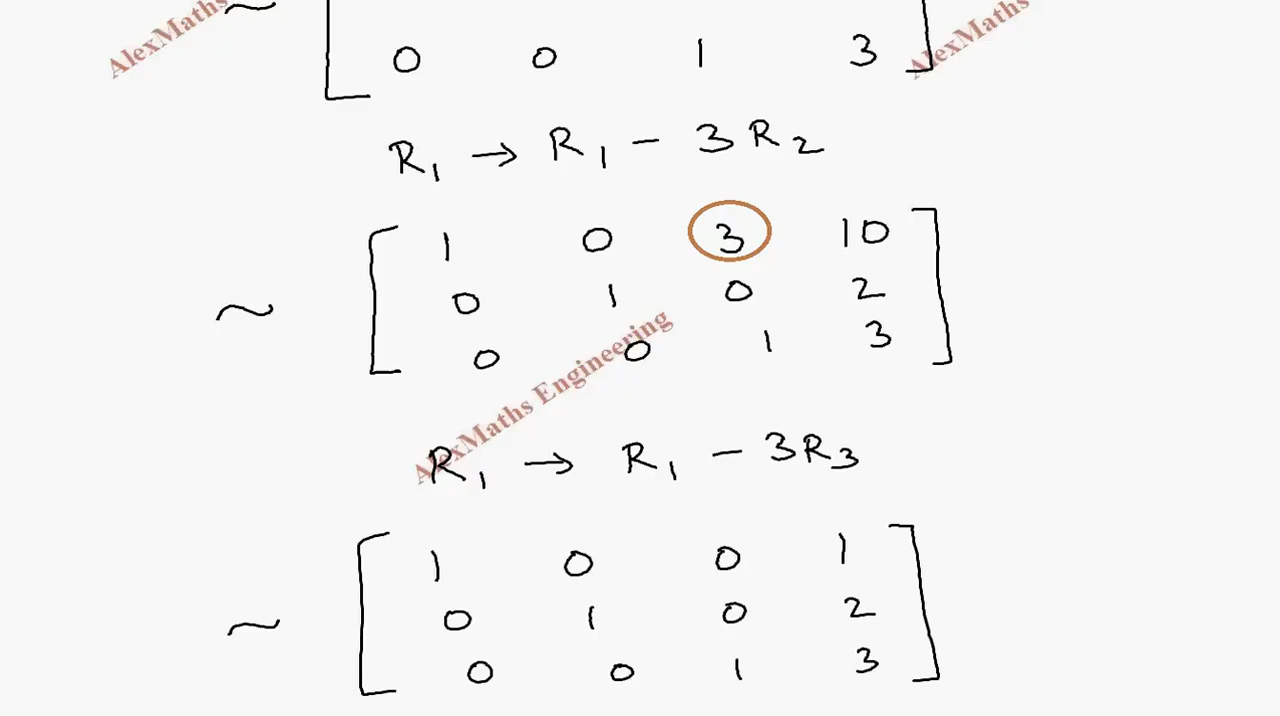 AlexMaths
~
AlexMaths
0 0 1 3
R₁ → R₁ − 3R₂
1 0 3 10
~ 0 1 0 2
0 0 1 3
AlexMaths Engineering
R₁ → R₁ − 3R₃
1 0 0 1
~ 0 1 0 2
0 0 1 3